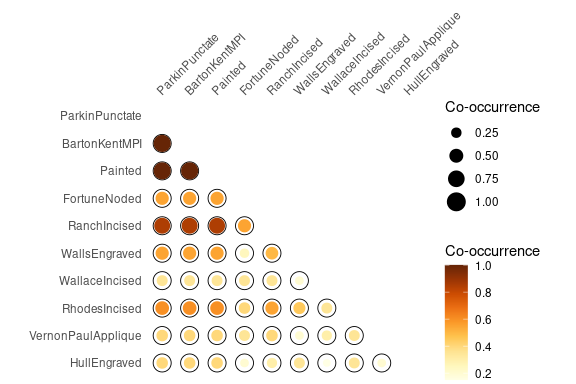 ParkinPunctate
BartonKentMPI
Painted
FortuneNoded
RanchIncised
WallsEngraved
WallaceIncised
RhodesIncised
VernonPaulApplique
HullEngraved
ParkinPunctate
BartonKentMPI
Painted
FortuneNoded
RanchIncised
WallsEngraved
WallaceIncised
RhodesIncised
VernonPaulApplique
HullEngraved
Co-occurrence
0.25
0.50
0.75
1.00
Co-occurrence
1.0
0.8
0.6
0.4
0.2